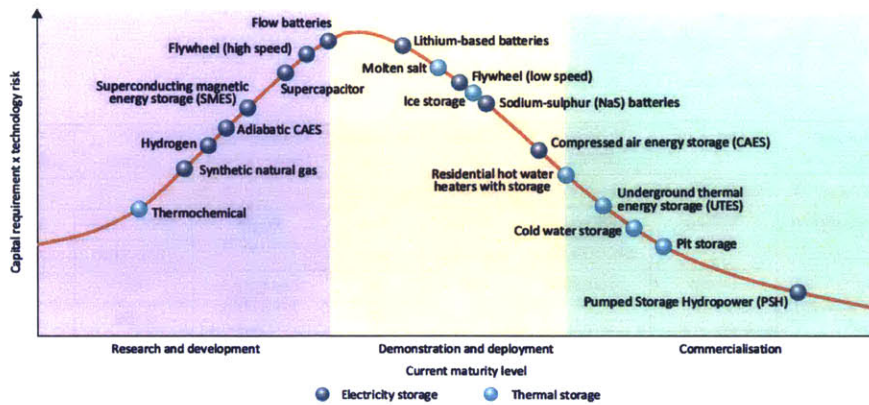 Flow batteries
Flywheel (high speed)
Supercapacitor
Superconducting magnetic
energy storage (SMES)
Adiabatic CAES
Hydrogen
Synthetic natural gas
Thermochemical
Lithium-based batteries
Molten salt
Flywheel (low speed)
Ice storage
Sodium-sulphur (NaS) batteries
Compressed air energy storage (CAES)
Residential hot water
heaters with storage
Underground thermal
energy storage (UTES)
Cold water storage
Pit storage
Pumped Storage Hydropower (PSH)
Capital requirement x technology risk
Research and development
Demonstration and deployment
Commercialisation
Current maturity level
Electricity storage
Thermal storage